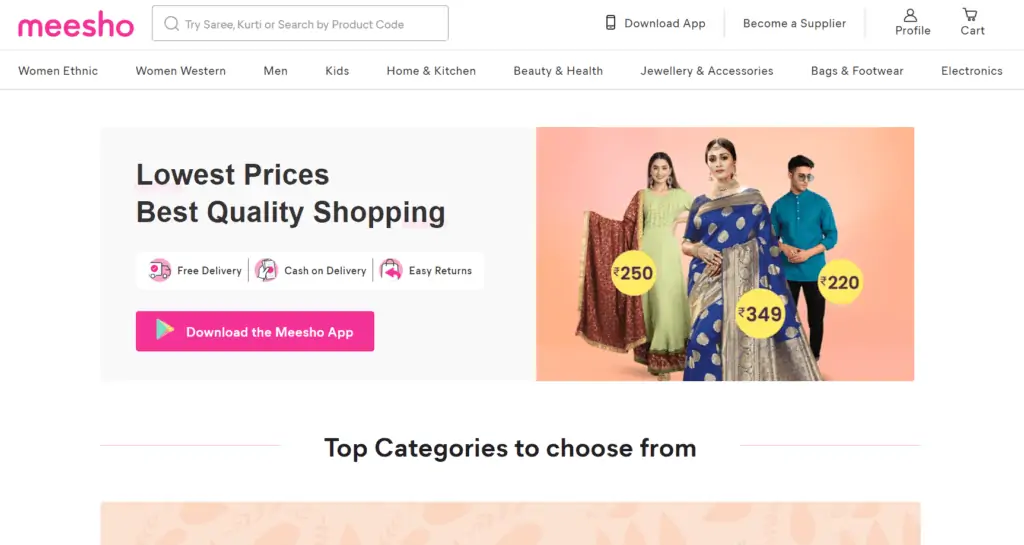 meesho
Try Saree, Kurti or Search by Product Code
Download App
Become a Supplier
Profile
Cart
Women Ethnic
Women Western
Men
Kids
Home & Kitchen
Beauty & Health
Jewellery & Accessories
Bags & Footwear
Electronics
Lowest Prices
Best Quality Shopping
Free Delivery
Cash on Delivery
Easy Returns
Download the Meesho App
₹250
₹349
₹220
Top Categories to choose from